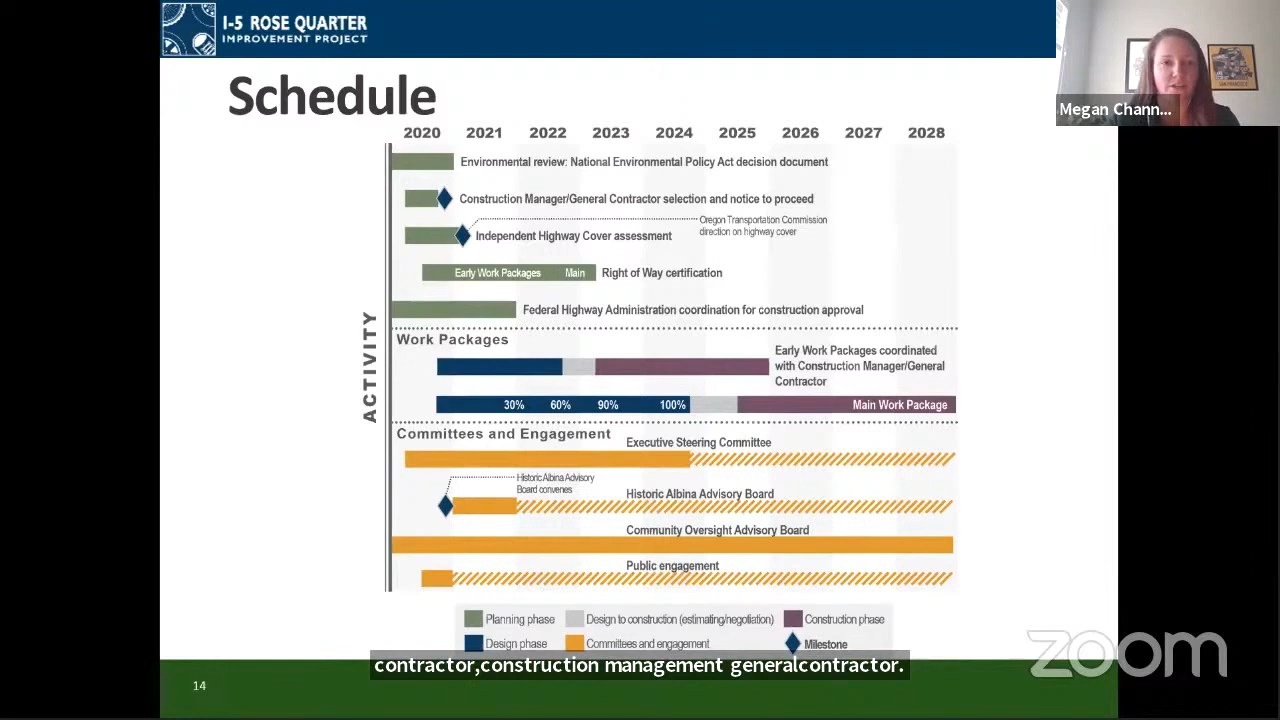 I-5 ROSE QUARTER
IMPROVEMENT PROJECT
Megan Chann...
Schedule
2020 2021 2022 2023 2024 2025 2026 2027 2028
ACTIVITY
Environmental review: National Environmental Policy Act decision document
Construction Manager/General Contractor selection and notice to proceed
Oregon Transportation Commission
direction on highway cover
Independent Highway Cover assessment
Early Work Packages Main Right of Way certification
Federal Highway Administration coordination for construction approval
Work Packages
Early Work Packages coordinated
with Construction Manager/General
Contractor
30% 60% 90% 100% Main Work Package
Committees and Engagement
Executive Steering Committee
Historic Albina Advisory
Board convenes
Historic Albina Advisory Board
Community Oversight Advisory Board
Public engagement
Planning phase Design to construction (estimating/negotiation) Construction phase
Design phase Committees and engagement Milestone
contractor,construction management generalcontractor.
14
zoom